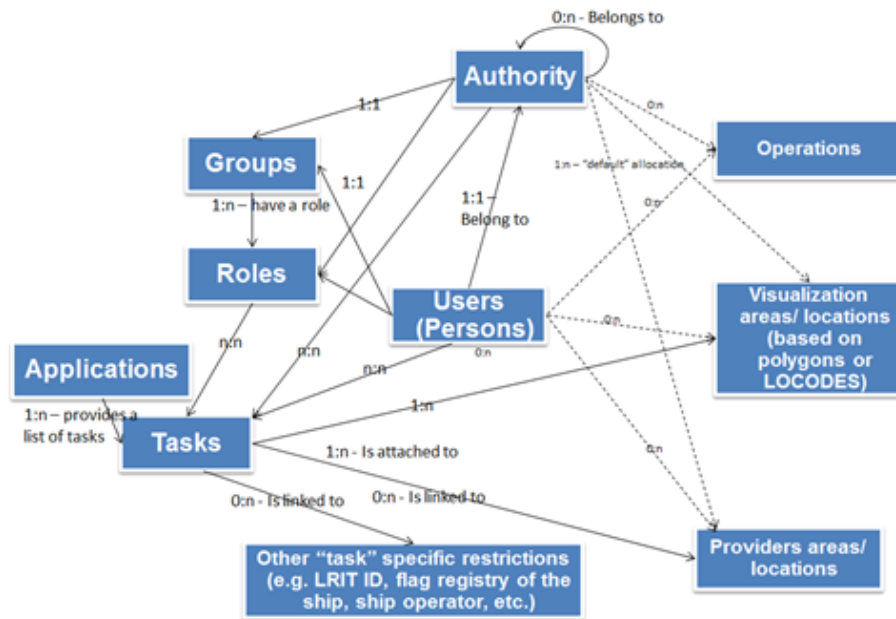 0:n - Belongs to
Authority
1:1
0:n
Groups
Operations
1:n – "default" allocation
1:1
1:n – have a role
1:1 –
Belong to
0:n
Roles
Users
(Persons)
Visualization
areas/ locations
(based on
polygons or
LOCODES)
n:n
n:n
0:n
0:n
n:n
Applications
1:n
1:n – provides a
list of tasks
Tasks
1:n - Is attached to
0:n
0:n - Is linked to
0:n - Is linked to
Providers areas/
locations
Other "task" specific restrictions
(e.g. LRIT ID, flag registry of the
ship, ship operator, etc.)